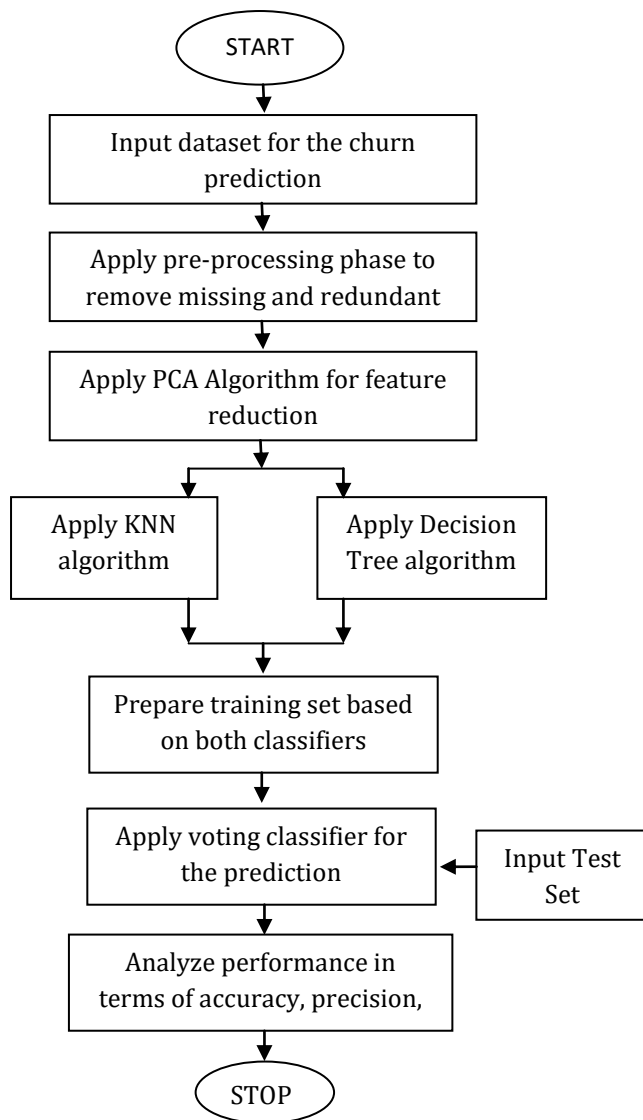 START
Input dataset for the churn
prediction
Apply pre-processing phase to
remove missing and redundant
Apply PCA Algorithm for feature
reduction
Apply KNN
algorithm
Apply Decision
Tree algorithm
Prepare training set based
on both classifiers
Apply voting classifier for
the prediction
Input Test
Set
Analyze performance in
terms of accuracy, precision,
STOP